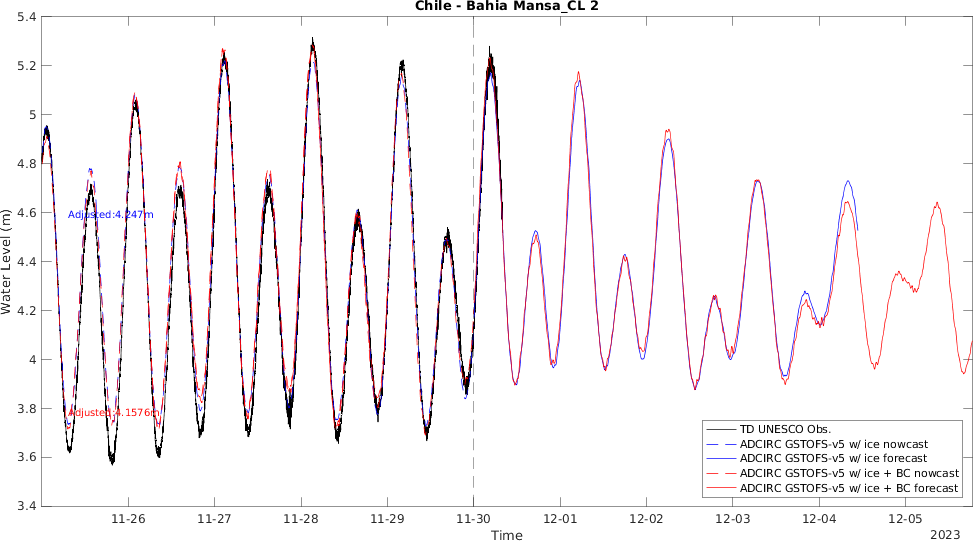 Chile - Bahia Mansa_CL 2
5.4
5.2
5
4.8
4.6
4.4
4.2
4
3.8
3.6
3.4
Water Level (m)
Adjusted:4.247m
Adjusted:4.1576m
TD UNESCO Obs.
ADCIRC GSTOFS-v5 w/ ice nowcast
ADCIRC GSTOFS-v5 w/ ice forecast
ADCIRC GSTOFS-v5 w/ ice + BC nowcast
ADCIRC GSTOFS-v5 w/ ice + BC forecast
11-26 11-27 11-28 11-29 11-30 12-01 12-02 12-03 12-04 12-05
Time
2023